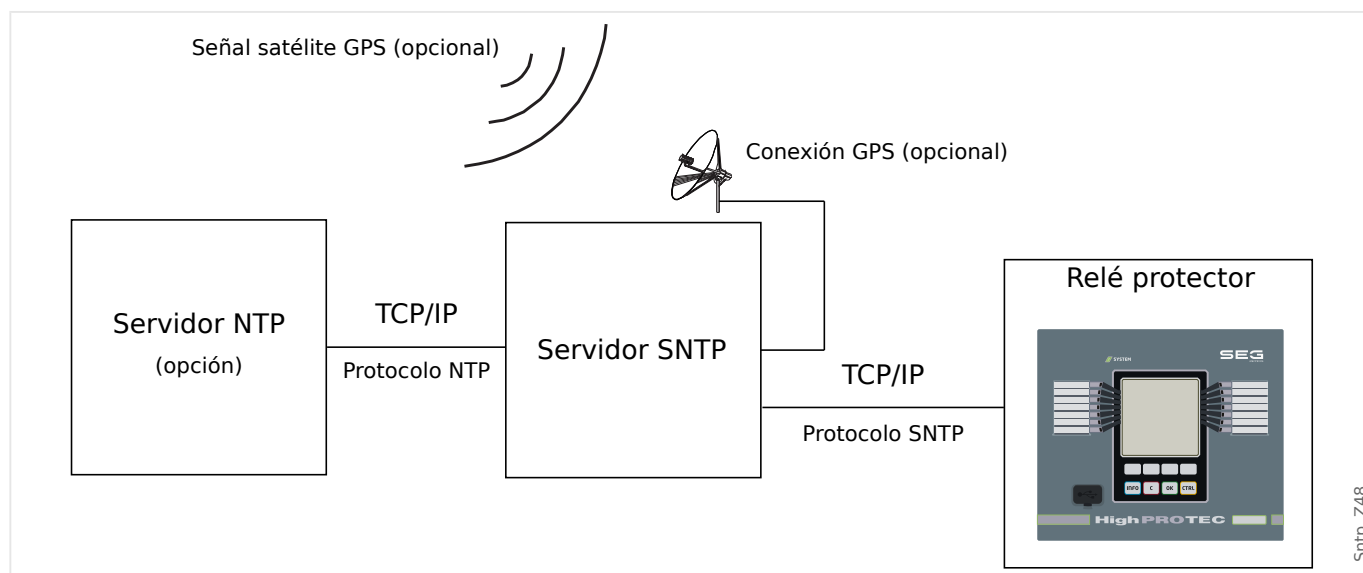 Señal satélite GPS (opcional)
Conexión GPS (opcional)
Servidor NTP
(opción)
TCP/IP
Protocolo NTP
Servidor SNTP
TCP/IP
Protocolo SNTP
Relé protector
SYSTEM
SEG
INFO
C
OK
CTRL
HighPROTEC
Sntp_Z48